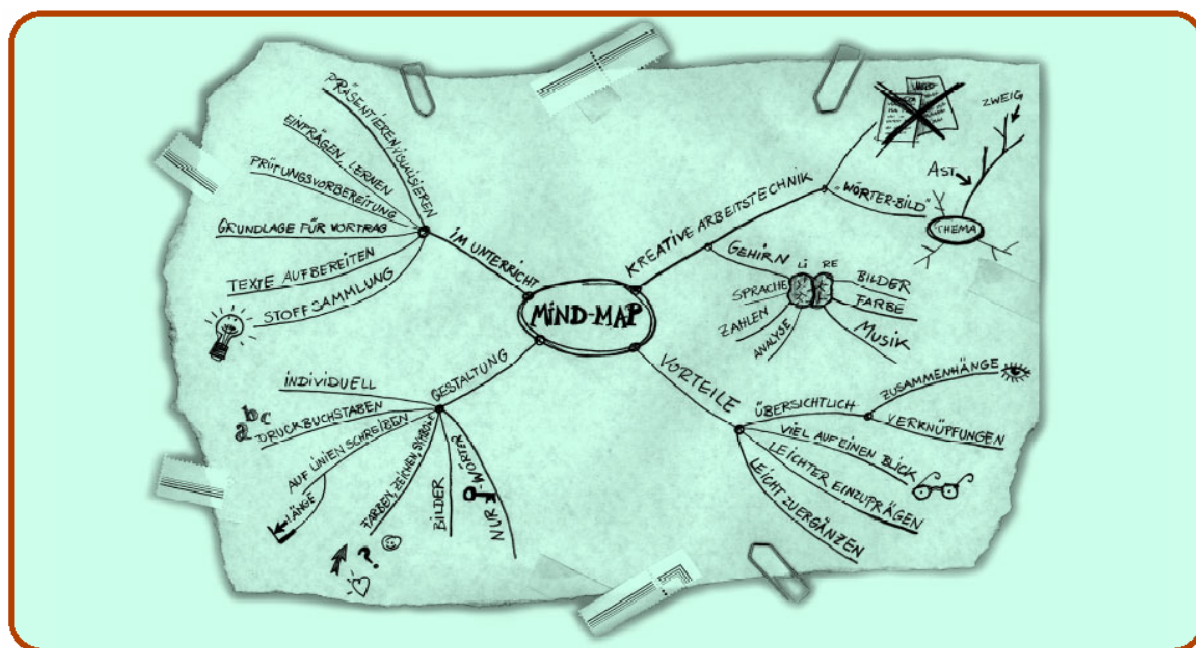 MIND-MAP
IM UNTERRICHT
PRÄSENTIEREN, VISUALISIEREN
EINPRÄGEN, LERNEN
PRÜFUNGSVORBEREITUNG
GRUNDLAGE FÜR VORTRAG
TEXTE AUFBEREITEN
STOFFSAMMLUNG
KREATIVE ARBEITSTECHNIK
"WÖRTER-BILD"
ZWEIG
AST
THEMA
GEHIRN
LI RE
SPRACHE
ZAHLEN
ANALYSE
BILDER
FARBE
MUSIK
GESTALTUNG
INDIVIDUELL
abc
DRUCKBUCHSTABEN
AUF LINIEN SCHREIBEN
LÄNGE
FARBEN, ZEICHEN, SYMBOLE
?
BILDER
NUR -WÖRTER
VORTEILE
ÜBERSICHTLICH
ZUSAMMENHÄNGE
VERKNÜPFUNGEN
VIEL AUF EINEN BLICK
LEICHTER EINZUPRÄGEN
LEICHT ZU ERGÄNZEN